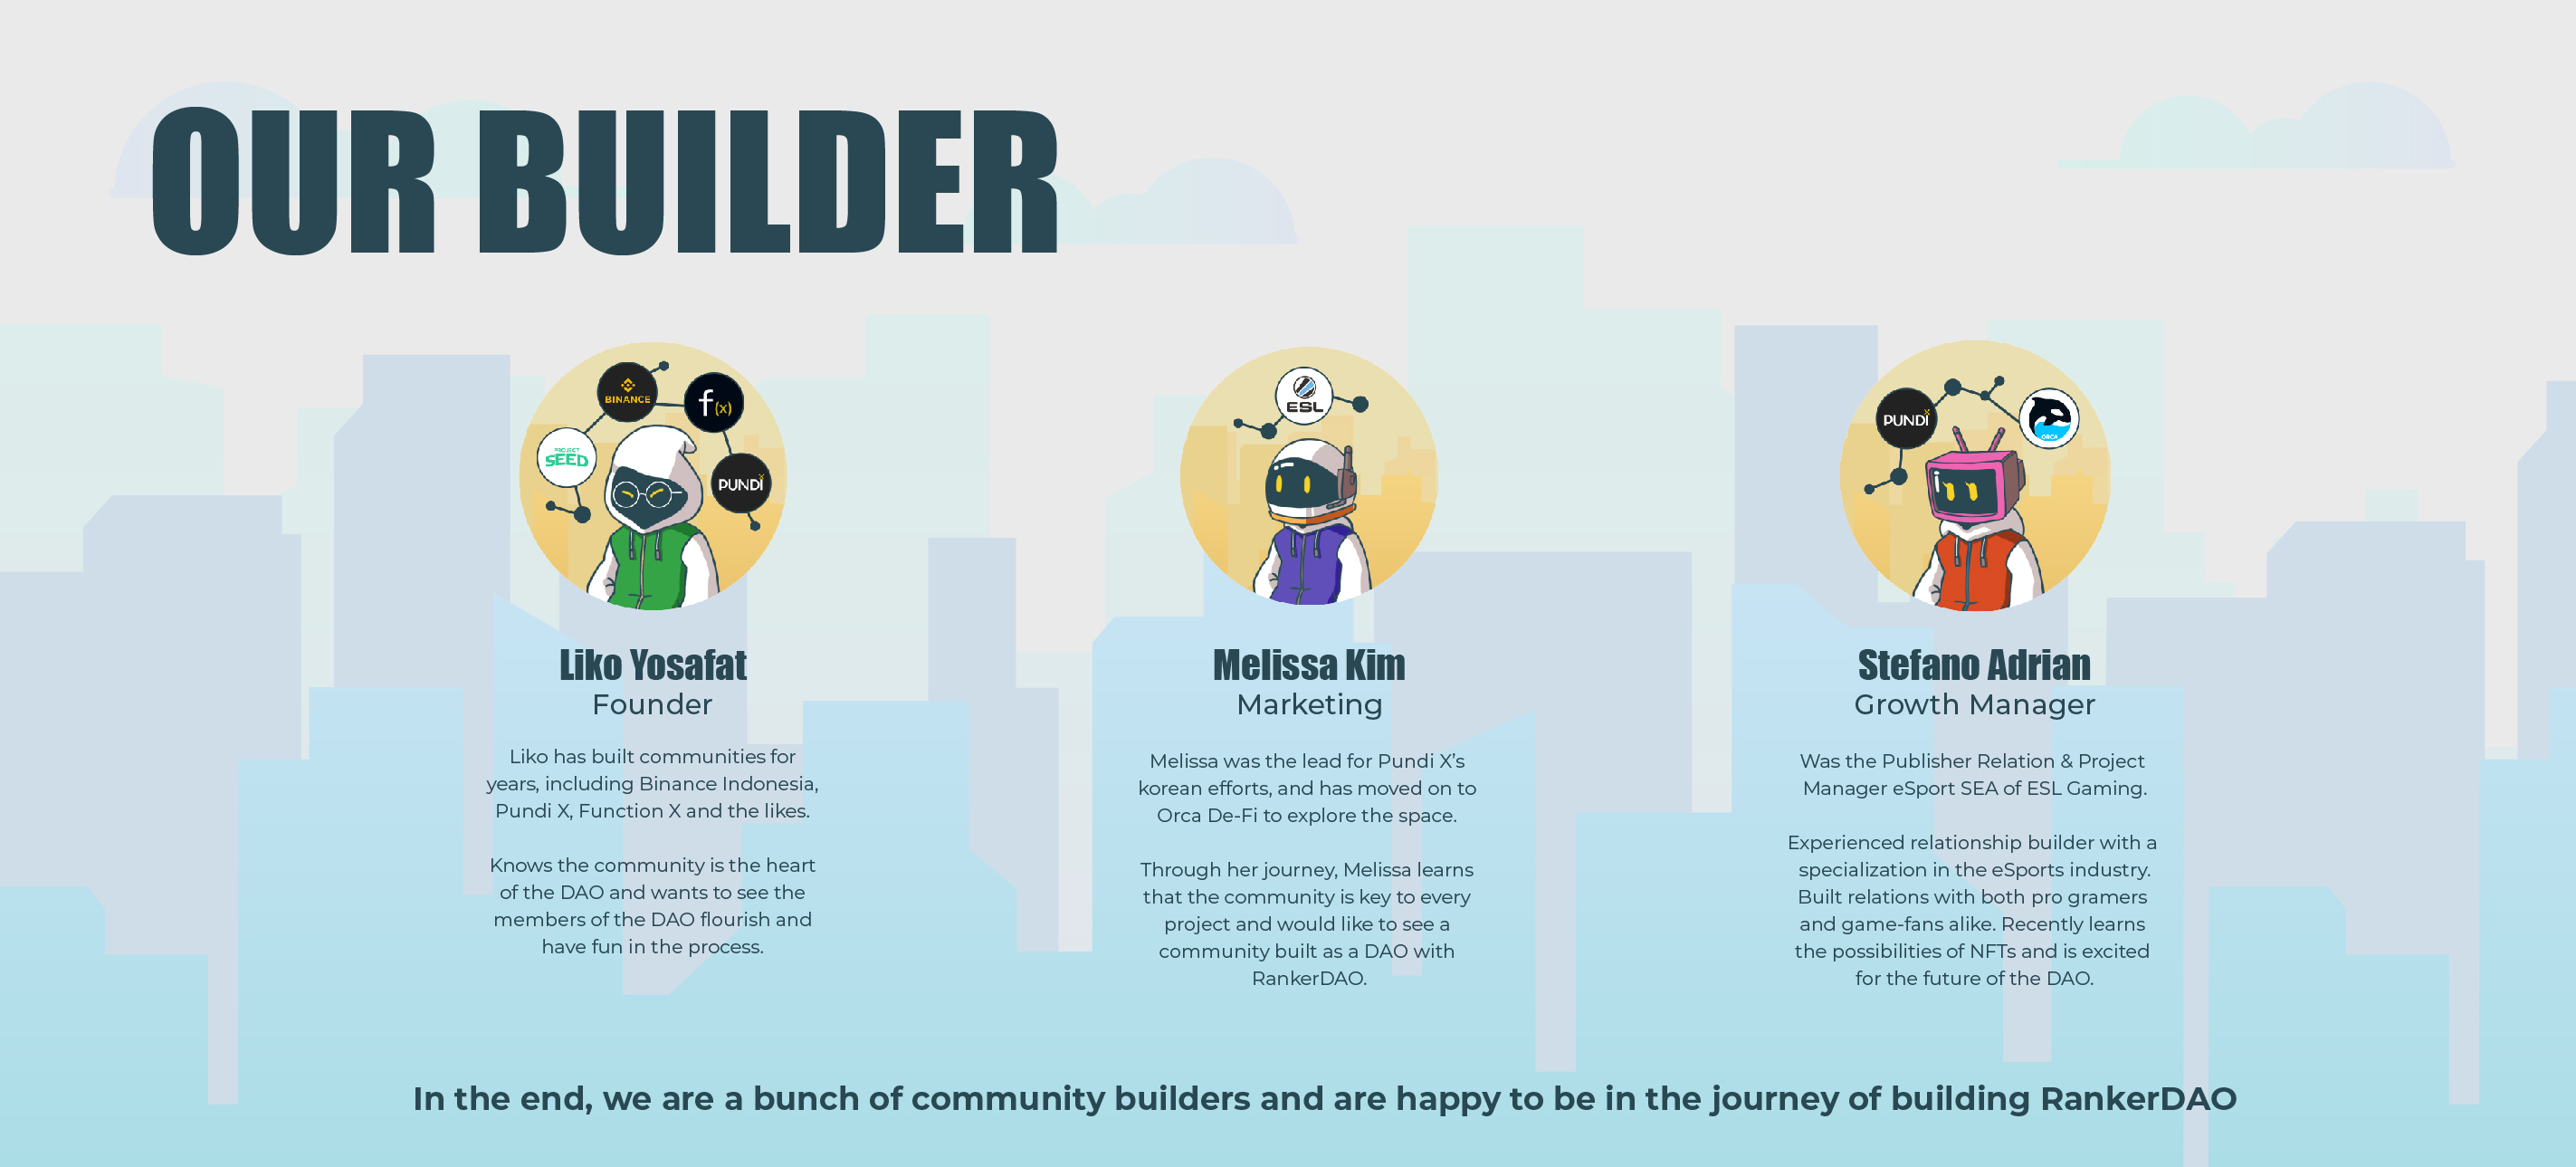 OUR BUILDER
BINANCE
f(x)
PROJECT
SEED
PUNDI X
ESL
PUNDI X
ORCA
Liko Yosafat
Founder
Liko has built communities for
years, including Binance Indonesia,
Pundi X, Function X and the likes.
Knows the community is the heart
of the DAO and wants to see the
members of the DAO flourish and
have fun in the process.
Melissa Kim
Marketing
Melissa was the lead for Pundi X’s
korean efforts, and has moved on to
Orca De-Fi to explore the space.
Through her journey, Melissa learns
that the community is key to every
project and would like to see a
community built as a DAO with
RankerDAO.
Stefano Adrian
Growth Manager
Was the Publisher Relation & Project
Manager eSport SEA of ESL Gaming.
Experienced relationship builder with a
specialization in the eSports industry.
Built relations with both pro gramers
and game-fans alike. Recently learns
the possibilities of NFTs and is excited
for the future of the DAO.
In the end, we are a bunch of community builders and are happy to be in the journey of building RankerDAO